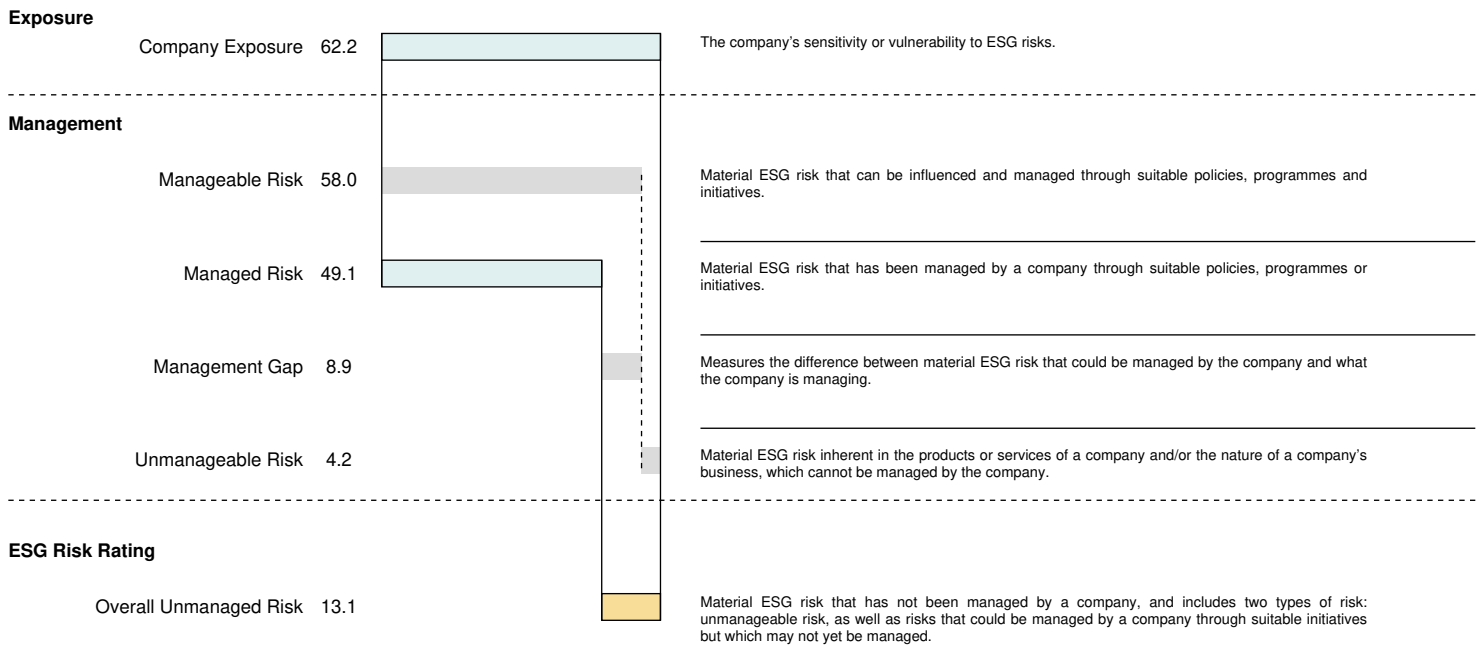 Exposure
Company Exposure 62.2
The company's sensitivity or vulnerability to ESG risks.
Management
Manageable Risk 58.0
Material ESG risk that can be influenced and managed through suitable policies, programmes and
initiatives.
Managed Risk 49.1
Material ESG risk that has been managed by a company through suitable policies, programmes or
initiatives.
Management Gap 8.9
Measures the difference between material ESG risk that could be managed by the company and what
the company is managing.
Unmanageable Risk 4.2
Material ESG risk inherent in the products or services of a company and/or the nature of a company's
business, which cannot be managed by the company.
ESG Risk Rating
Overall Unmanaged Risk 13.1
Material ESG risk that has not been managed by a company, and includes two types of risk:
unmanageable risk, as well as risks that could be managed by a company through suitable initiatives
but which may not yet be managed.